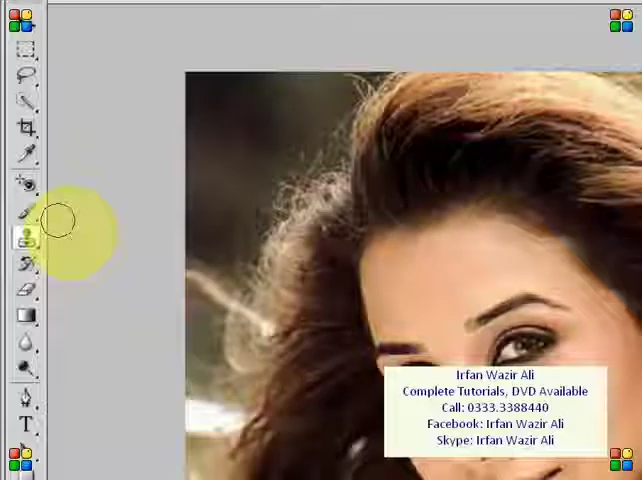 T
Irfan Wazir Ali
Complete Tutorials, DVD Available
Call: 0333.3388440
Facebook: Irfan Wazir Ali
Skype: Irfan Wazir Ali